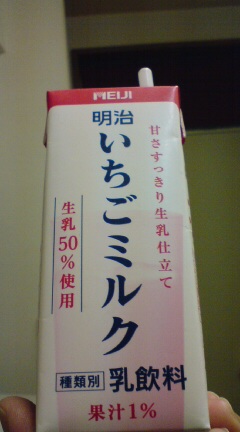 MEIJI
明治
いちごミルク
甘さすっきり生乳仕立て
生乳50%使用
種類別 乳飲料
果汁1%